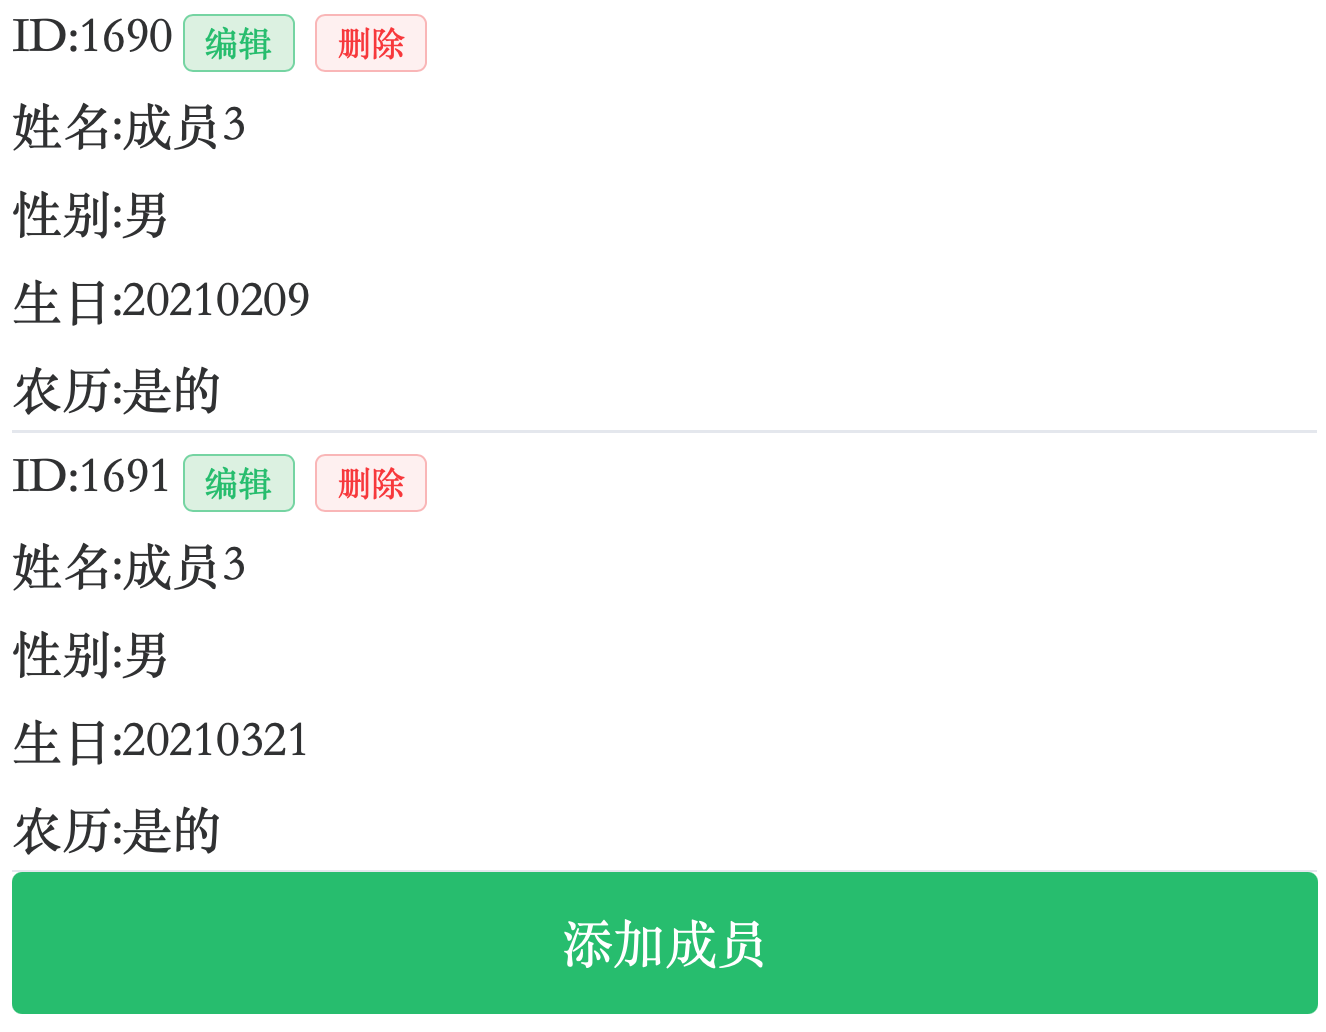 ID:1690 编辑 删除
姓名:成员3
性别:男
生日:20210209
农历:是的
ID:1691 编辑 删除
姓名:成员3
性别:男
生日:20210321
农历:是的
添加成员